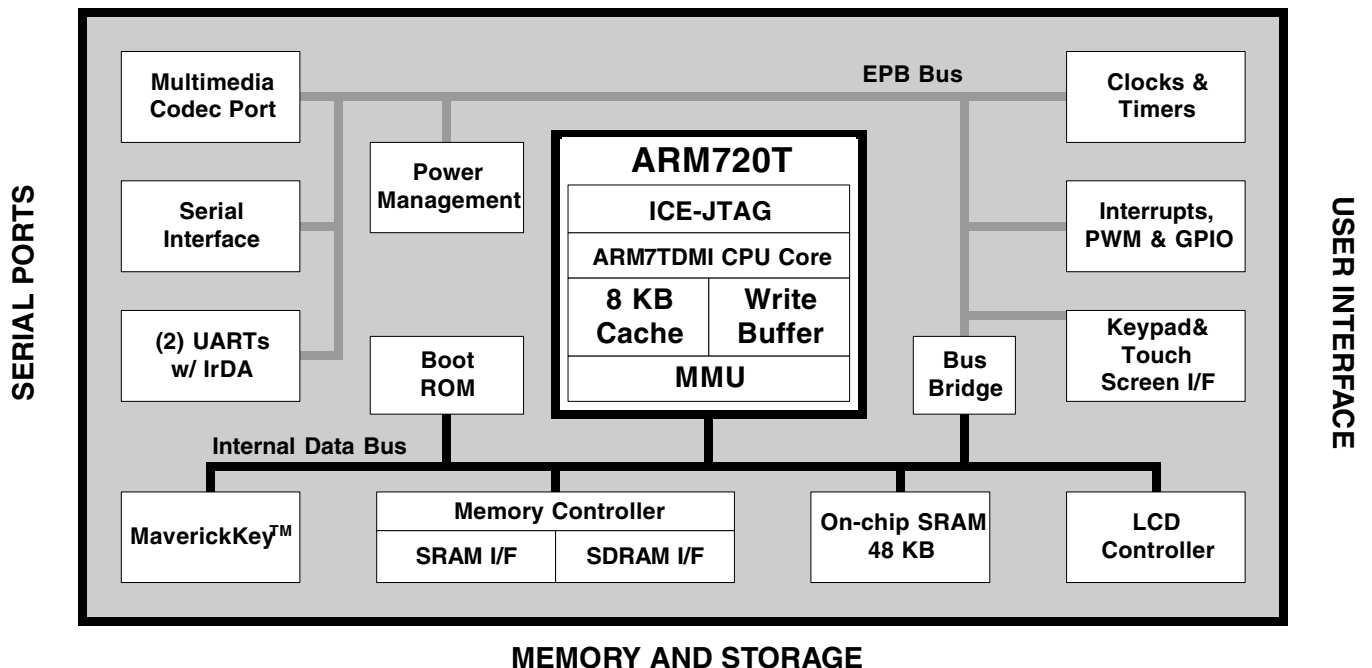 SERIAL PORTS
Multimedia
Codec Port
Serial
Interface
(2) UARTs
w/ IrDA
Power
Management
Boot
ROM
EPB Bus
ARM720T
ICE-JTAG
ARM7TDMI CPU Core
8 KB
Cache
Write
Buffer
MMU
Bus
Bridge
Clocks &
Timers
Interrupts,
PWM & GPIO
Keypad&
Touch
Screen I/F
USER INTERFACE
Internal Data Bus
MaverickKey™
Memory Controller
SRAM I/F
SDRAM I/F
On-chip SRAM
48 KB
LCD
Controller
MEMORY AND STORAGE